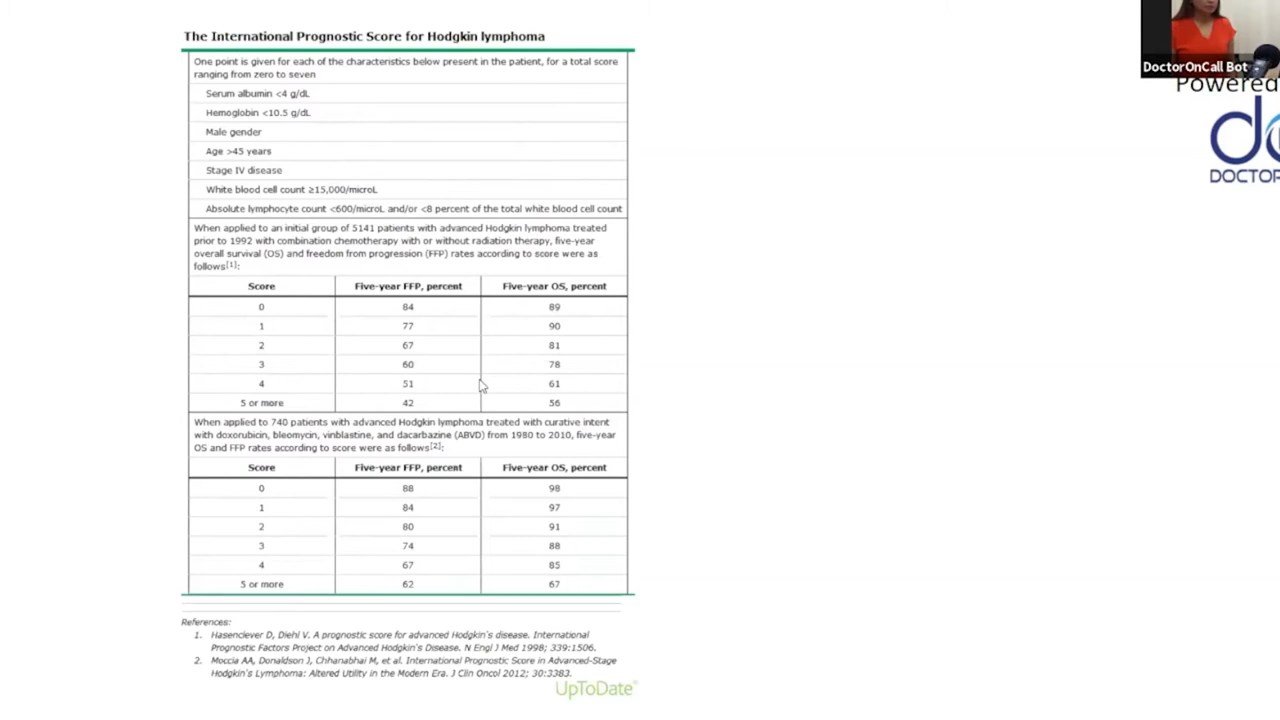 The International Prognostic Score for Hodgkin lymphoma
One point is given for each of the characteristics below present in the patient, for a total score
ranging from zero to seven
Serum albumin <4 g/dL
Hemoglobin <10.5 g/dL
Male gender
Age >45 years
Stage IV disease
White blood cell count ≥15,000/microL
Absolute lymphocyte count <600/microL and/or <8 percent of the total white blood cell count
When applied to an initial group of 5141 patients with advanced Hodgkin lymphoma treated
prior to 1992 with combination chemotherapy with or without radiation therapy, five-year
overall survival (OS) and freedom from progression (FFP) rates according to score were as
follows[1]:
Score Five-year FFP, percent Five-year OS, percent
0 84 89
1 77 90
2 67 81
3 60 78
4 51 61
5 or more 42 56
When applied to 740 patients with advanced Hodgkin lymphoma treated with curative intent
with doxorubicin, bleomycin, vinblastine, and dacarbazine (ABVD) from 1980 to 2010, five-year
OS and FFP rates according to score were as follows[2]:
Score Five-year FFP, percent Five-year OS, percent
0 88 98
1 84 97
2 80 91
3 74 88
4 67 85
5 or more 62 67
References:
1. Hasenclever D, Diehl V. A prognostic score for advanced Hodgkin's disease. International
Prognostic Factors Project on Advanced Hodgkin's Disease. N Engl J Med 1998; 339:1506.
2. Moccia AA, Donaldson J, Chhanabhai M, et al. International Prognostic Score in Advanced-Stage
Hodgkin's Lymphoma: Altered Utility in the Modern Era. J Clin Oncol 2012; 30:3383.
UpToDate®
DoctorOnCall Bot
Powered
do
DOCTOR